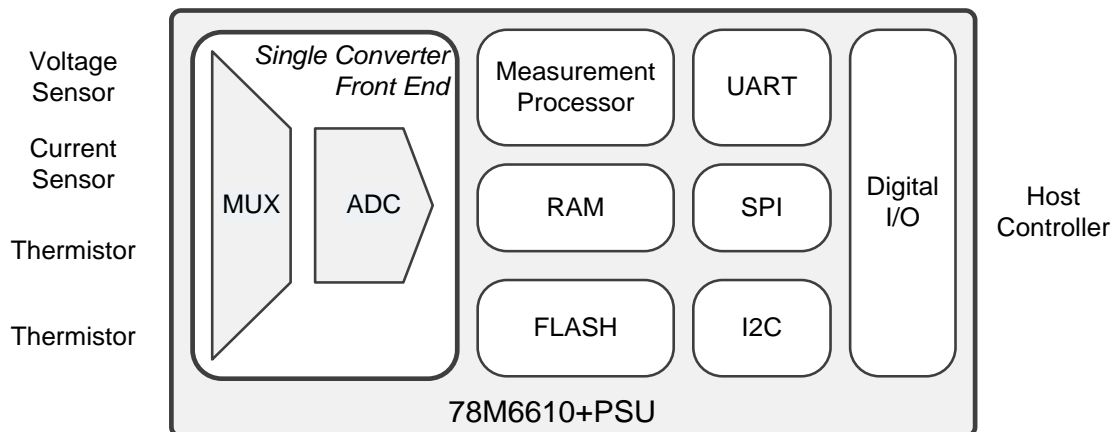 Voltage
Sensor
Current
Sensor
Thermistor
Thermistor
Single Converter
Front End
MUX
ADC
Measurement
Processor
UART
RAM
SPI
FLASH
I2C
Digital
I/O
Host
Controller
78M6610+PSU